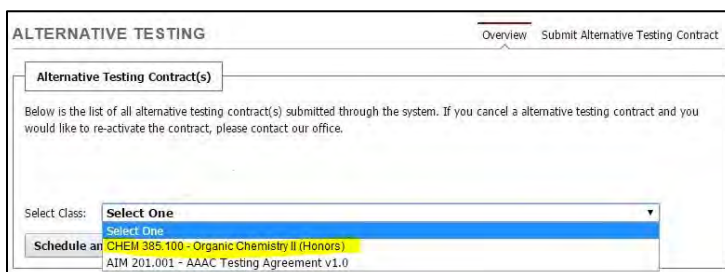 ALTERNATIVE TESTING
Overview Submit Alternative Testing Contract
Alternative Testing Contract(s)
Below is the list of all alternative testing contract(s) submitted through the system. If you cancel a alternative testing contract and you
would like to re-activate the contract, please contact our office.
Select Class: Select One
Select One
Schedule an CHEM 385.100 - Organic Chemistry II (Honors)
AIM 201.001 - AAAC Testing Agreement v1.0